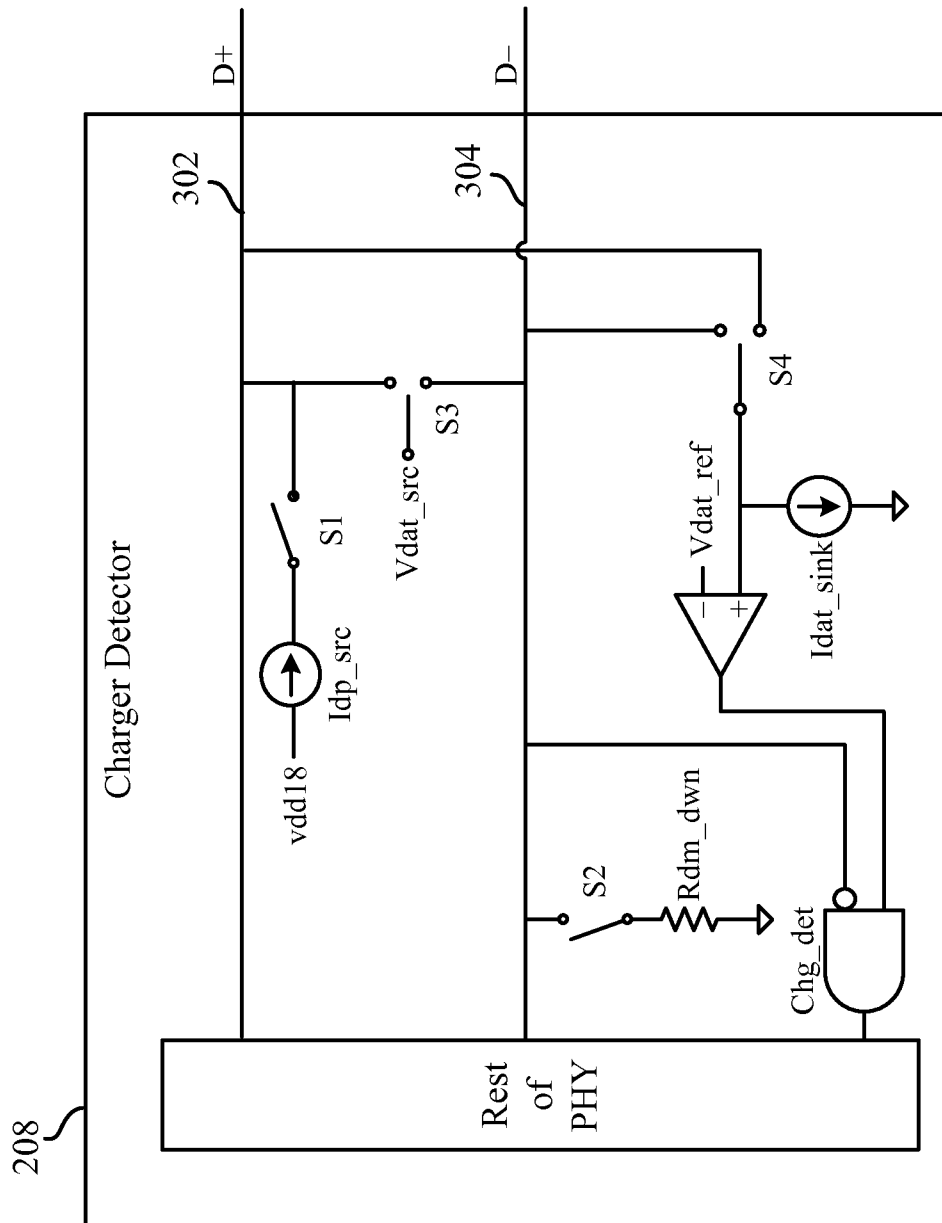 208
Charger Detector
D+
302
D−
304
vdd18
Idp_src
S1
S3
Vdat_src
S4
Vdat_ref
−
+
Idat_sink
S2
Rdm_dwn
Chg_det
Rest
of
PHY